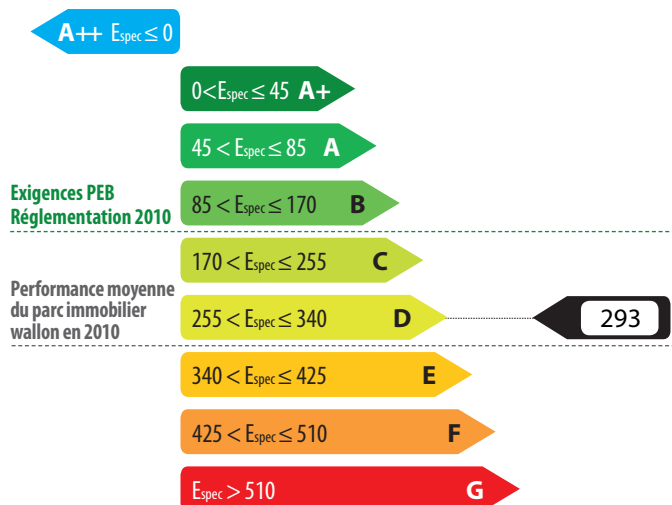 A++ Espec ≤ 0
0<Espec ≤ 45 A+
45 < Espec ≤ 85 A
Exigences PEB
Réglementation 2010
85 < Espec ≤ 170 B
170 < Espec ≤ 255 C
Performance moyenne
du parc immobilier
wallon en 2010
255 < Espec ≤ 340 D
293
340 < Espec ≤ 425 E
425 < Espec ≤ 510 F
Espec > 510 G